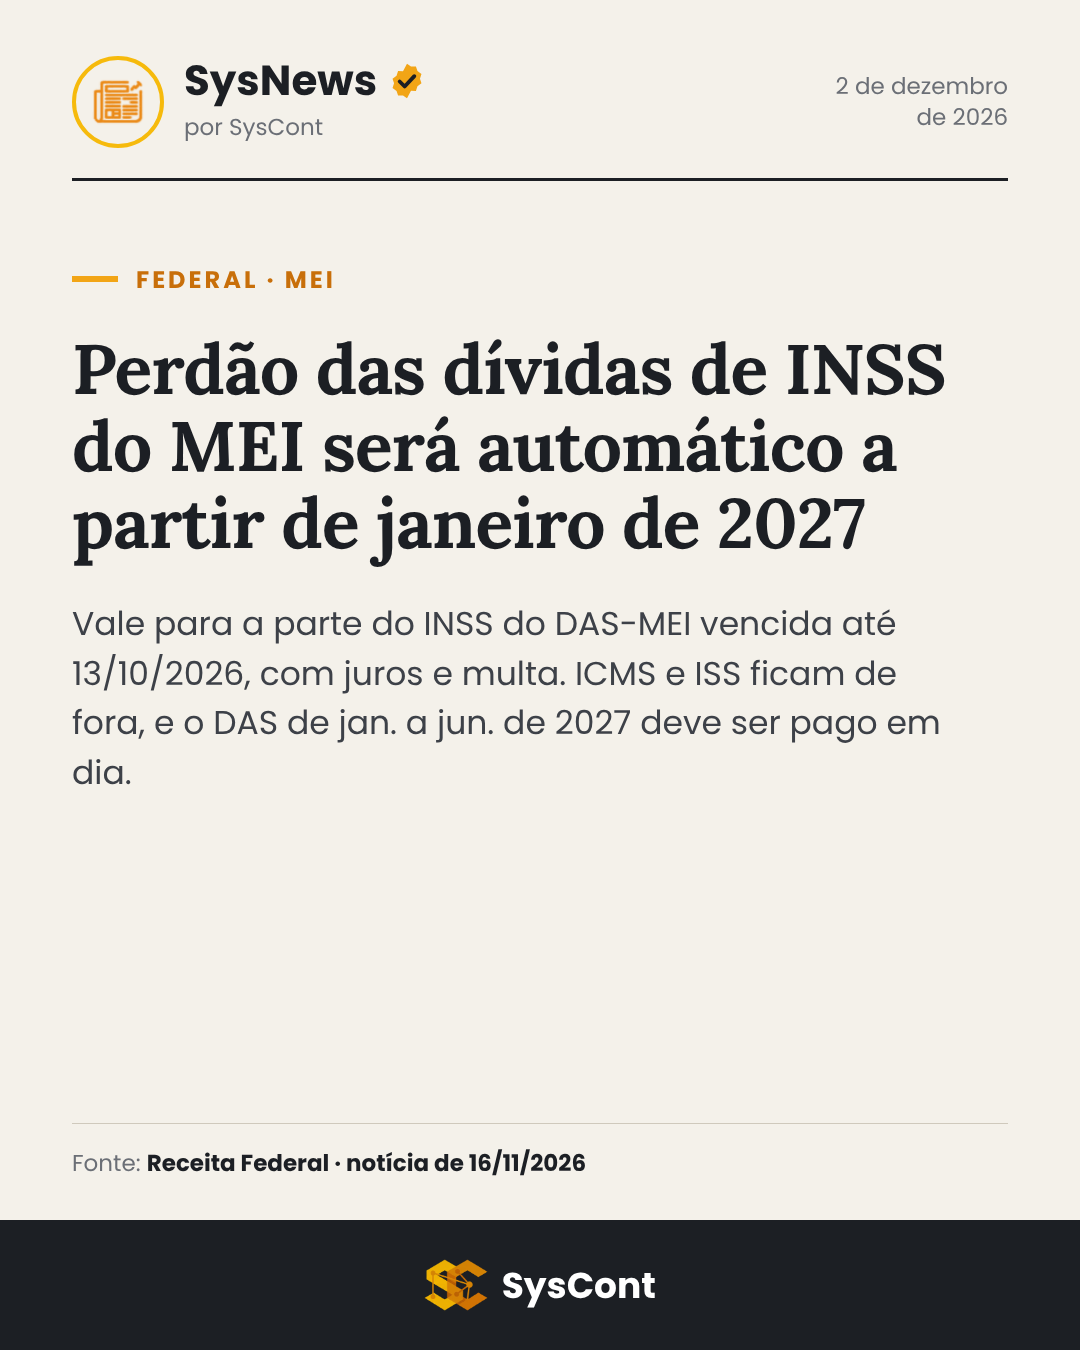 SysNews
por SysCont
2 de dezembro
de 2026
FEDERAL · MEI
Perdão das dívidas de INSS
do MEI será automático a
partir de janeiro de 2027
Vale para a parte do INSS do DAS-MEI vencida até
13/10/2026, com juros e multa. ICMS e ISS ficam de
fora, e o DAS de jan. a jun. de 2027 deve ser pago em
dia.
Fonte: Receita Federal · notícia de 16/11/2026
SysCont